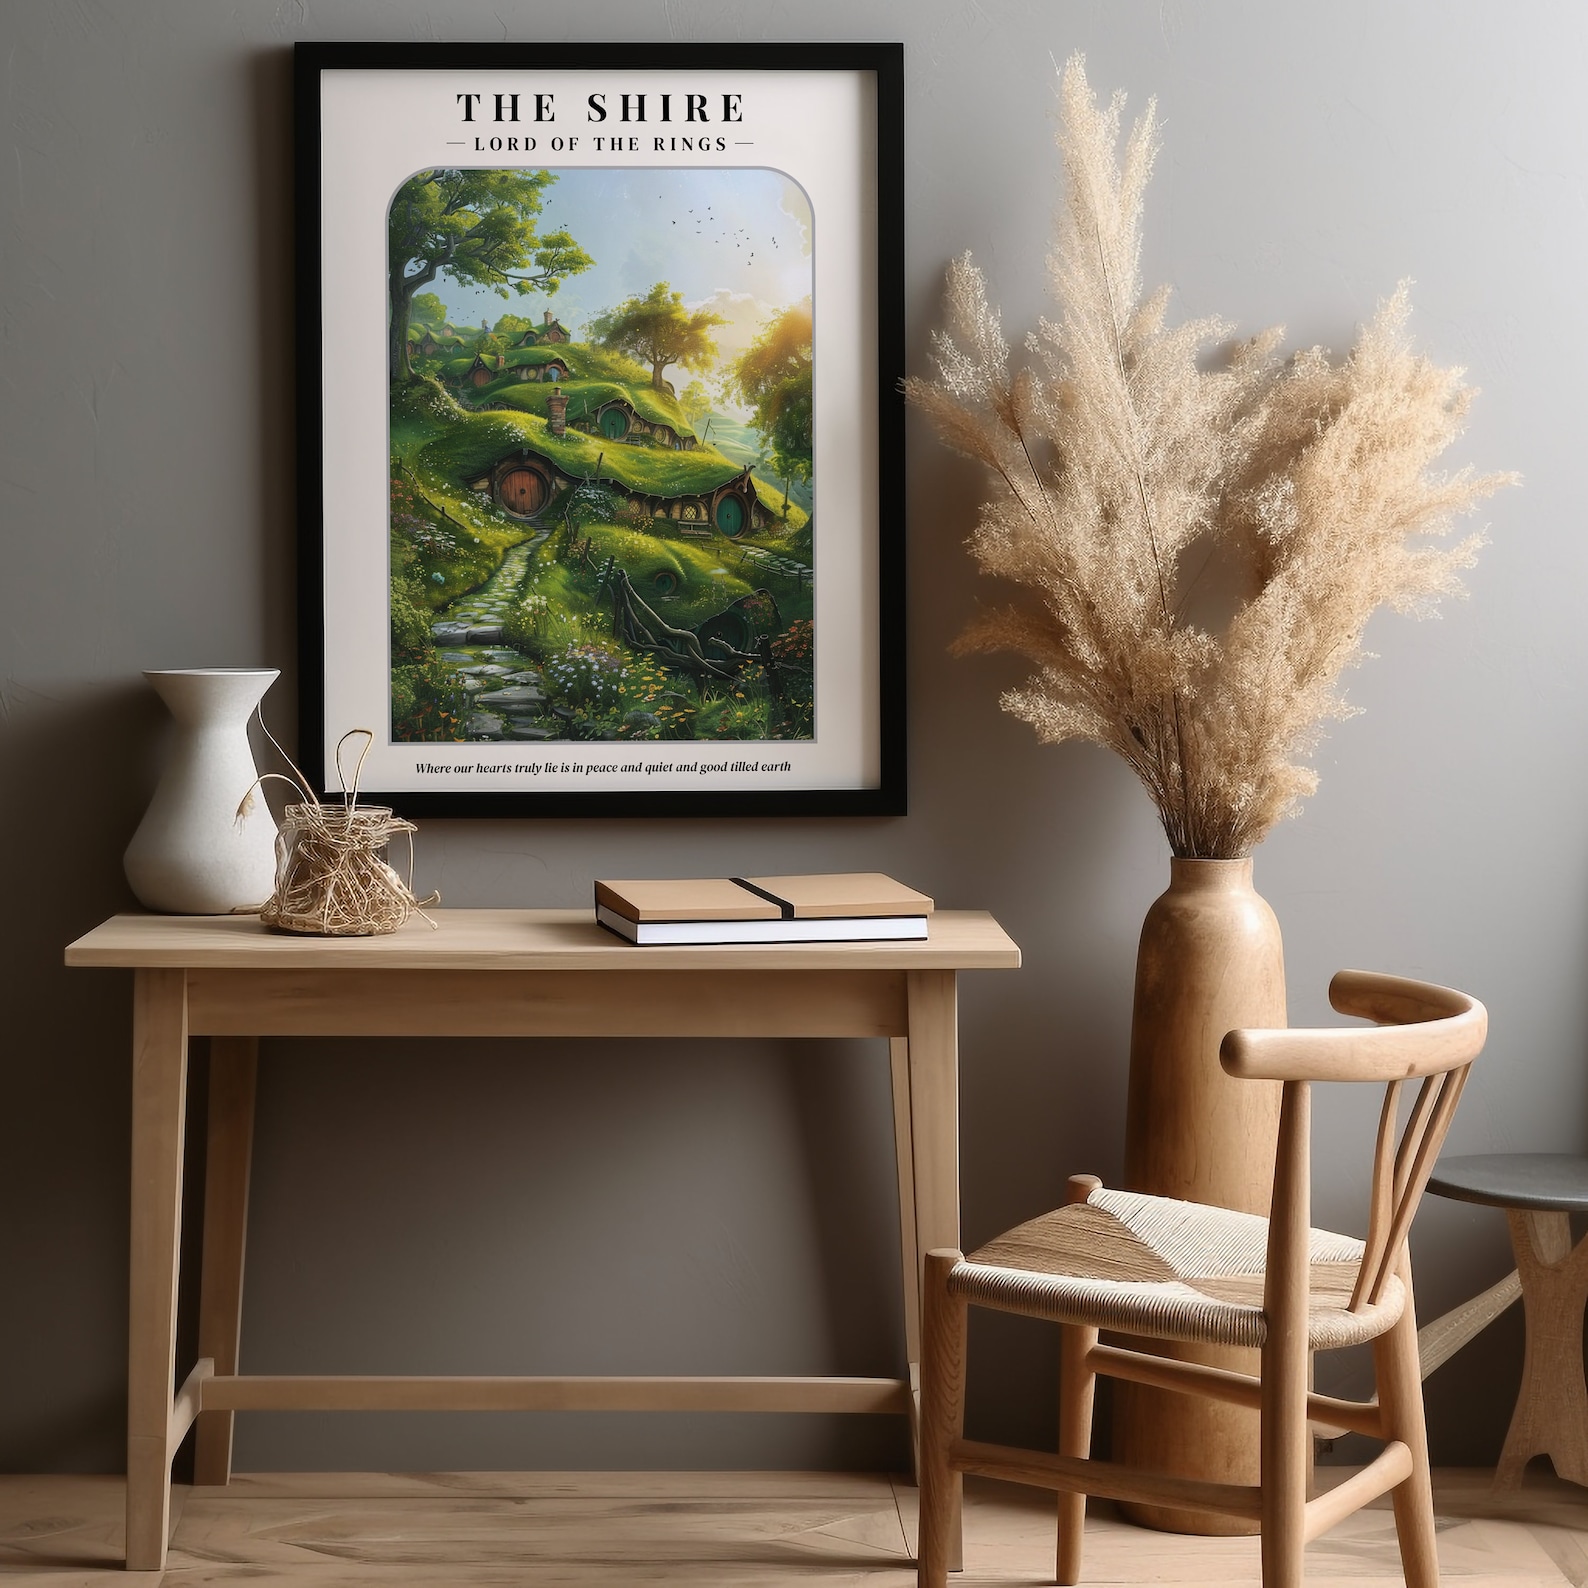 THE SHIRE
LORD OF THE RINGS
Where our hearts truly lie is in peace and quiet and good tilled earth